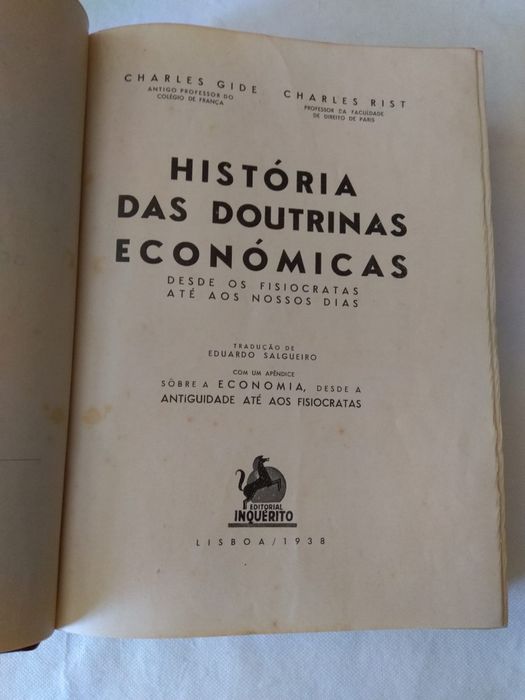 CHARLES GIDE
ANTIGO PROFESSOR DO
COLÉGIO DE FRANÇA
CHARLES RIST
PROFESSOR DA FACULDADE
DE DIREITO DE PARIS
HISTÓRIA
DAS DOUTRINAS
ECONÓMICAS
DESDE OS FISIOCRATAS
ATÉ AOS NOSSOS DIAS
TRADUÇÃO DE
EDUARDO SALGUEIRO
COM UM APÊNDICE
SÔBRE A ECONOMIA, DESDE A
ANTIGUIDADE ATÉ AOS FISIOCRATAS
EDITORIAL
INQUÉRITO
LISBOA/1938